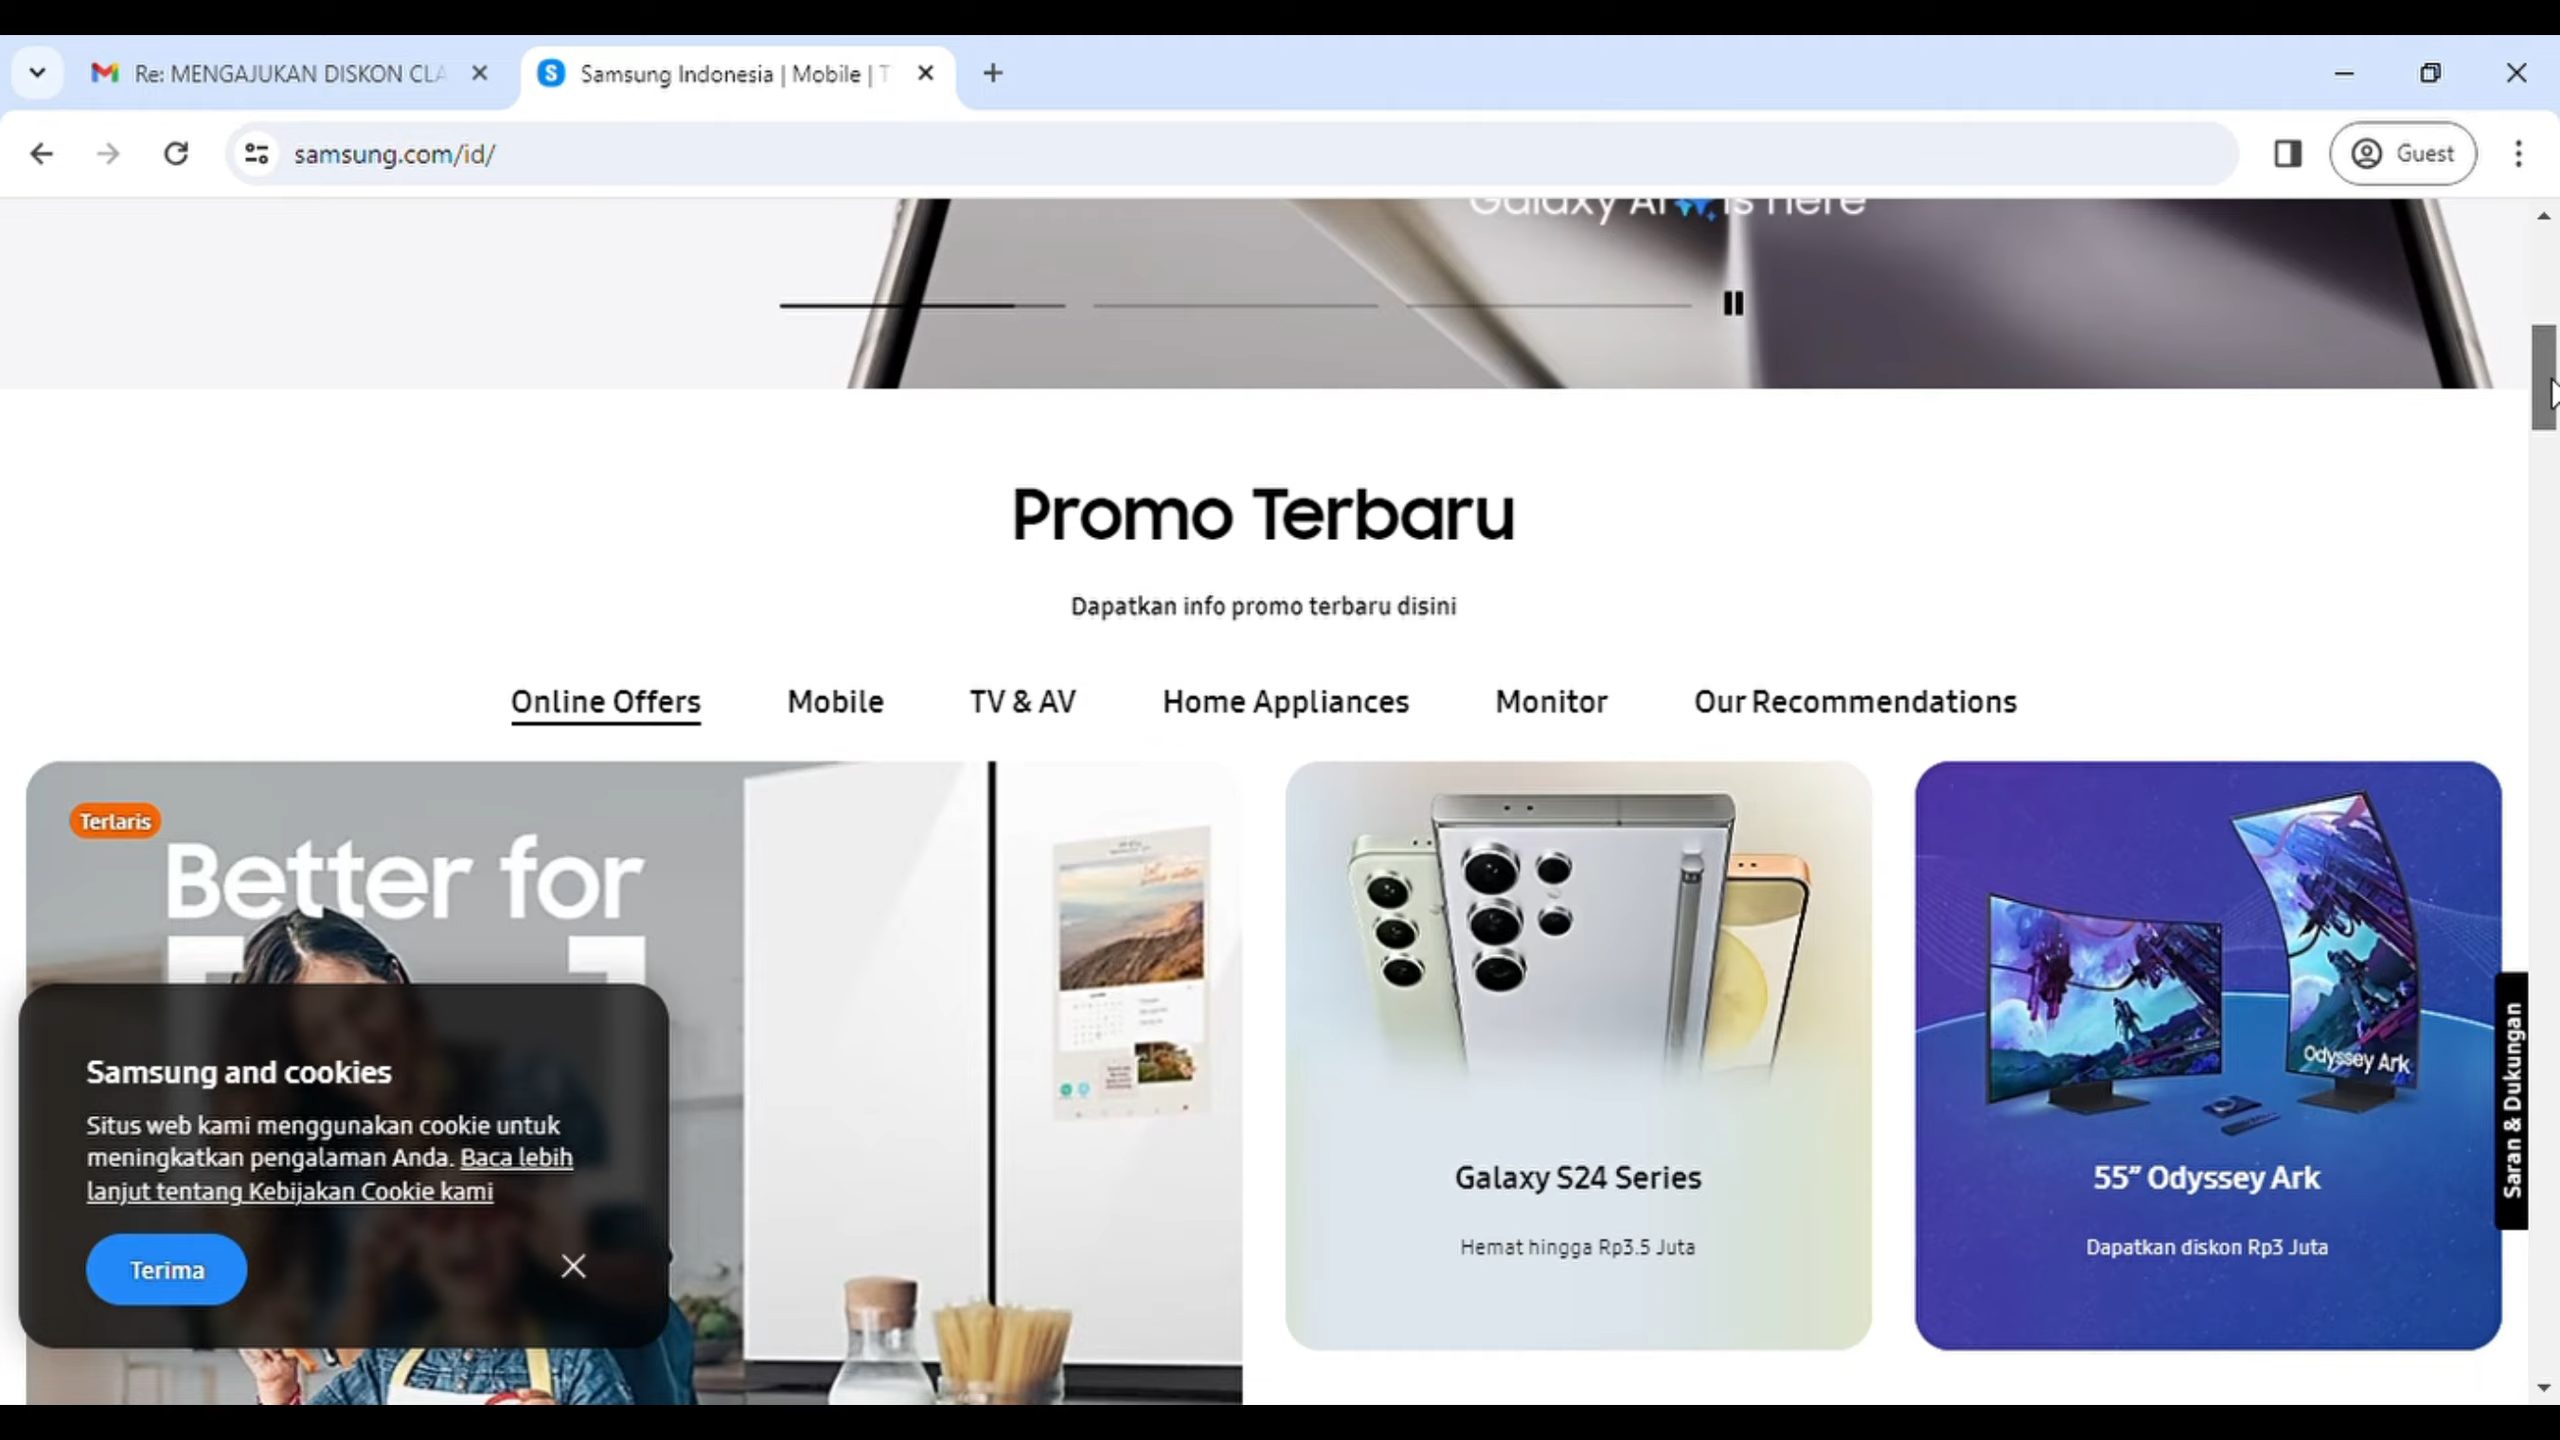 Re: MENGAJUKAN DISKON CLA
Samsung Indonesia | Mobile | T
samsung.com/id/
Guest
Galaxy AI is here
Promo Terbaru
Dapatkan info promo terbaru disini
Online Offers
Mobile
TV & AV
Home Appliances
Monitor
Our Recommendations
Terlaris
Better for
Samsung and cookies
Situs web kami menggunakan cookie untuk
meningkatkan pengalaman Anda. Baca lebih
lanjut tentang Kebijakan Cookie kami
Terima
Galaxy S24 Series
Hemat hingga Rp3.5 Juta
Odyssey Ark
55” Odyssey Ark
Dapatkan diskon Rp3 Juta
Saran & Dukungan